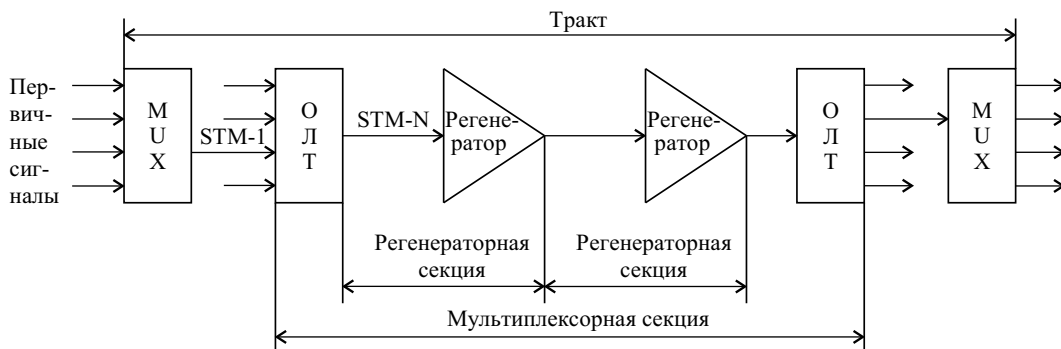 Тракт
Пер-
вич-
ные
сиг-
налы
M
U
X
STM-1
О
Л
Т
STM-N
Регене-
ратор
Регене-
ратор
О
Л
Т
M
U
X
Регенераторная
секция
Регенераторная
секция
Мультиплексорная секция